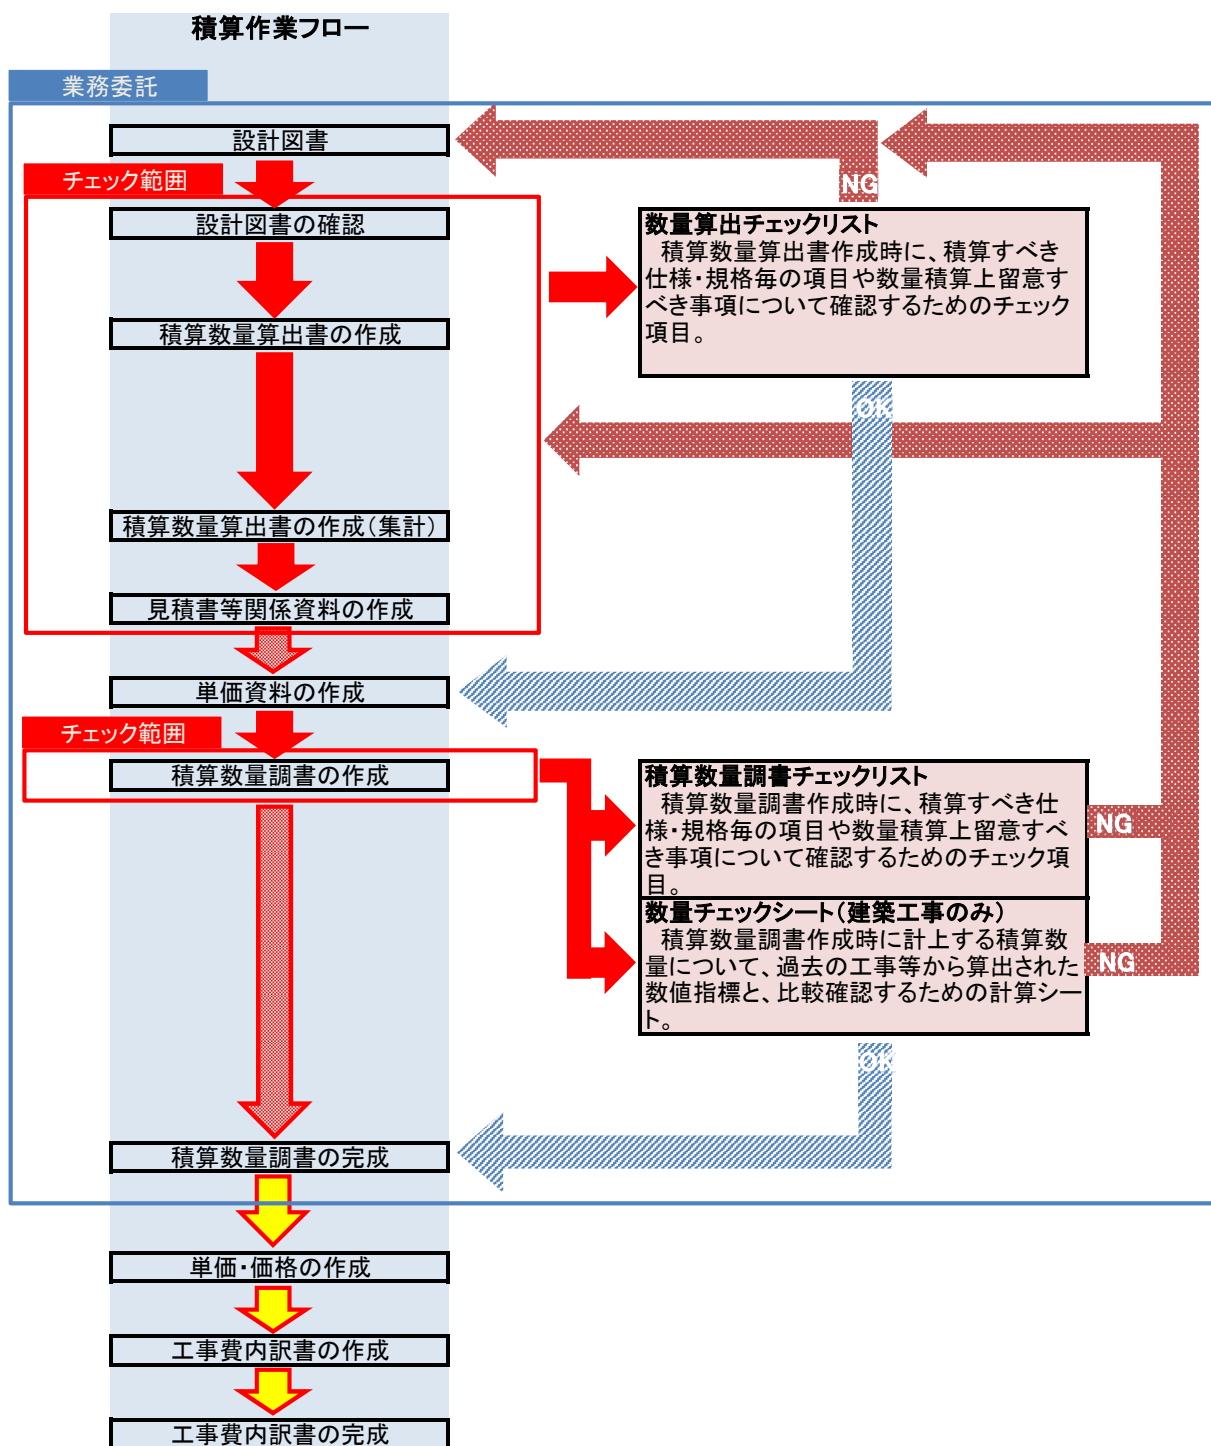 積算作業フロー
業務委託
設計図書
チェック範囲
NG
設計図書の確認
数量算出チェックリスト
積算数量算出書作成時に、積算すべき
仕様・規格毎の項目や数量積算上留意す
べき事項について確認するためのチェック
項目。
積算数量算出書の作成
OK
積算数量算出書の作成（集計）
見積書等関係資料の作成
単価資料の作成
チェック範囲
積算数量調書の作成
積算数量調書チェックリスト
積算数量調書作成時に、積算すべき仕
様・規格毎の項目や数量積算上留意すべ
き事項について確認するためのチェック項
目。
NG
数量チェックシート（建築工事のみ）
積算数量調書作成時に計上する積算数
量について、過去の工事等から算出された
数値指標と、比較確認するための計算シー
ト。
NG
OK
積算数量調書の完成
単価・価格の作成
工事費内訳書の作成
工事費内訳書の完成